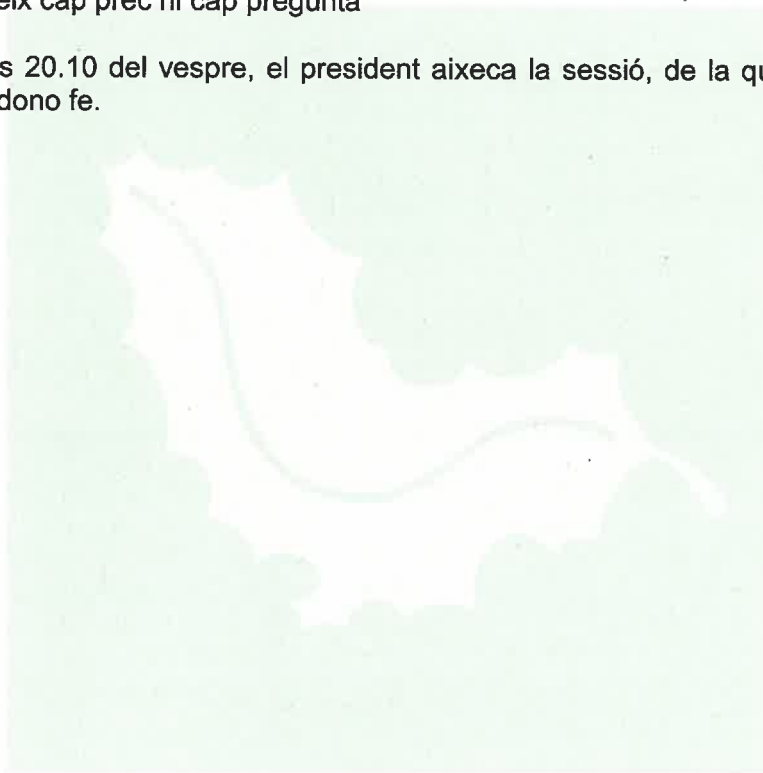 eix cap prec ni cap pregunta
s 20.10 del vespre, el president aixeca la sessió, de la qu
dono fe.